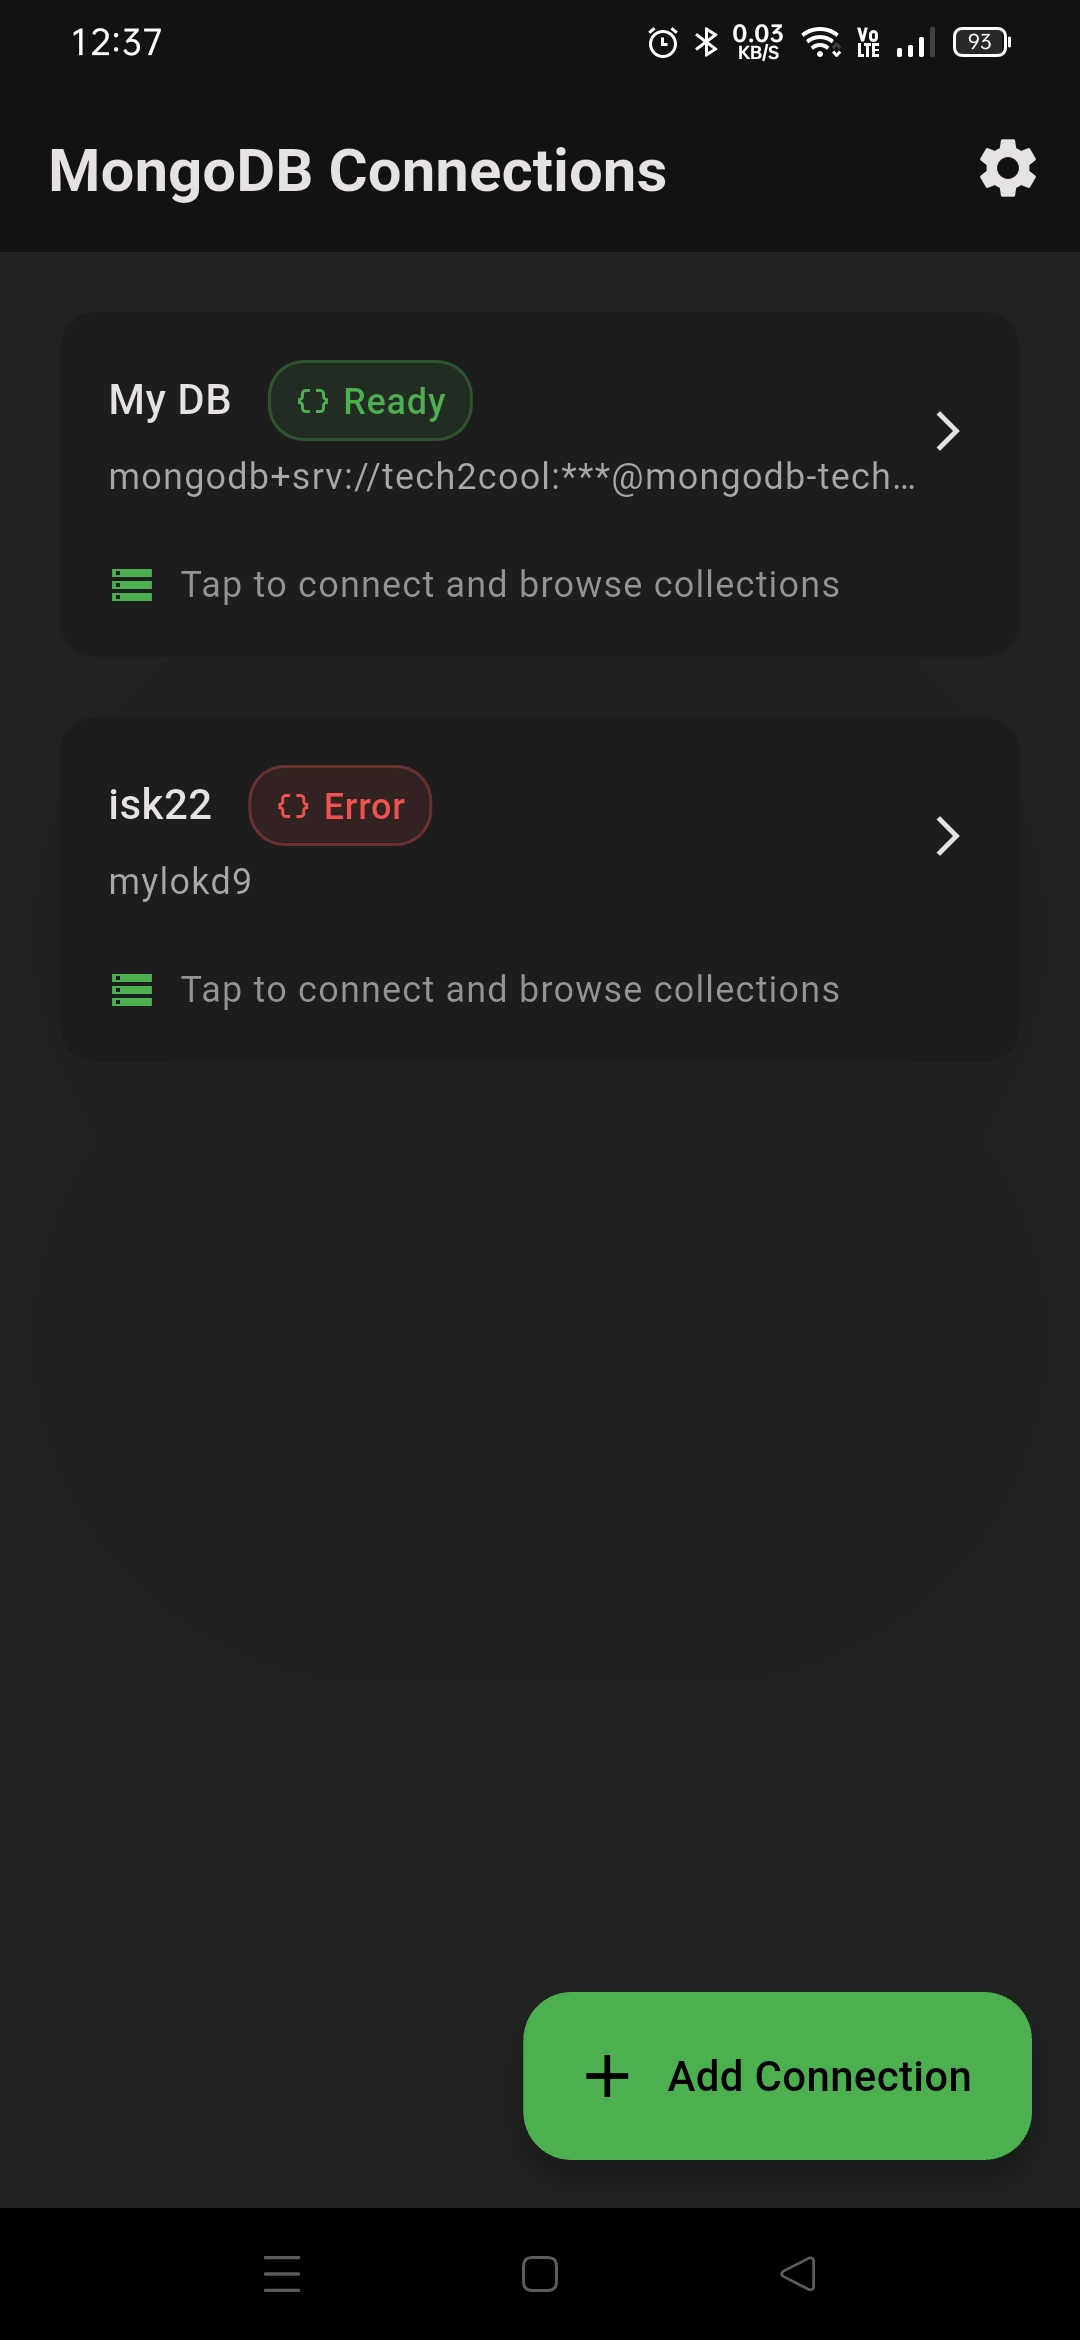 12:37
0.03
KB/S
Vo
LTE
93
MongoDB Connections
My DB
{} Ready
mongodb+srv://tech2cool:***@mongodb-tech…
Tap to connect and browse collections
isk22
{} Error
mylokd9
Tap to connect and browse collections
+ Add Connection